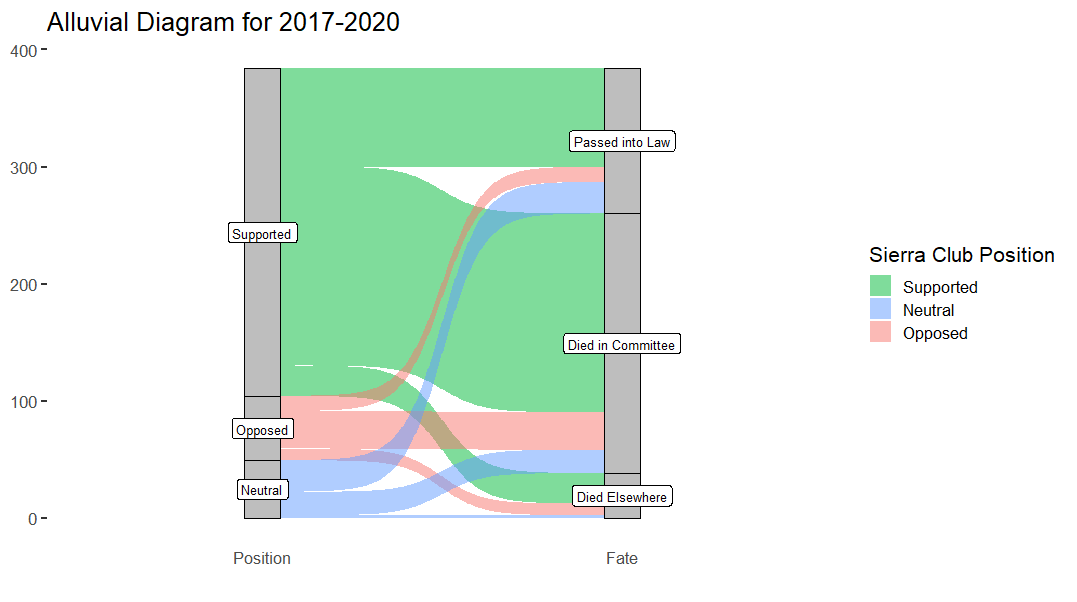 Alluvial Diagram for 2017-2020
400
300
200
100
0
Supported
Opposed
Neutral
Passed into Law
Died in Committee
Died Elsewhere
Position
Fate
Sierra Club Position
Supported
Neutral
Opposed